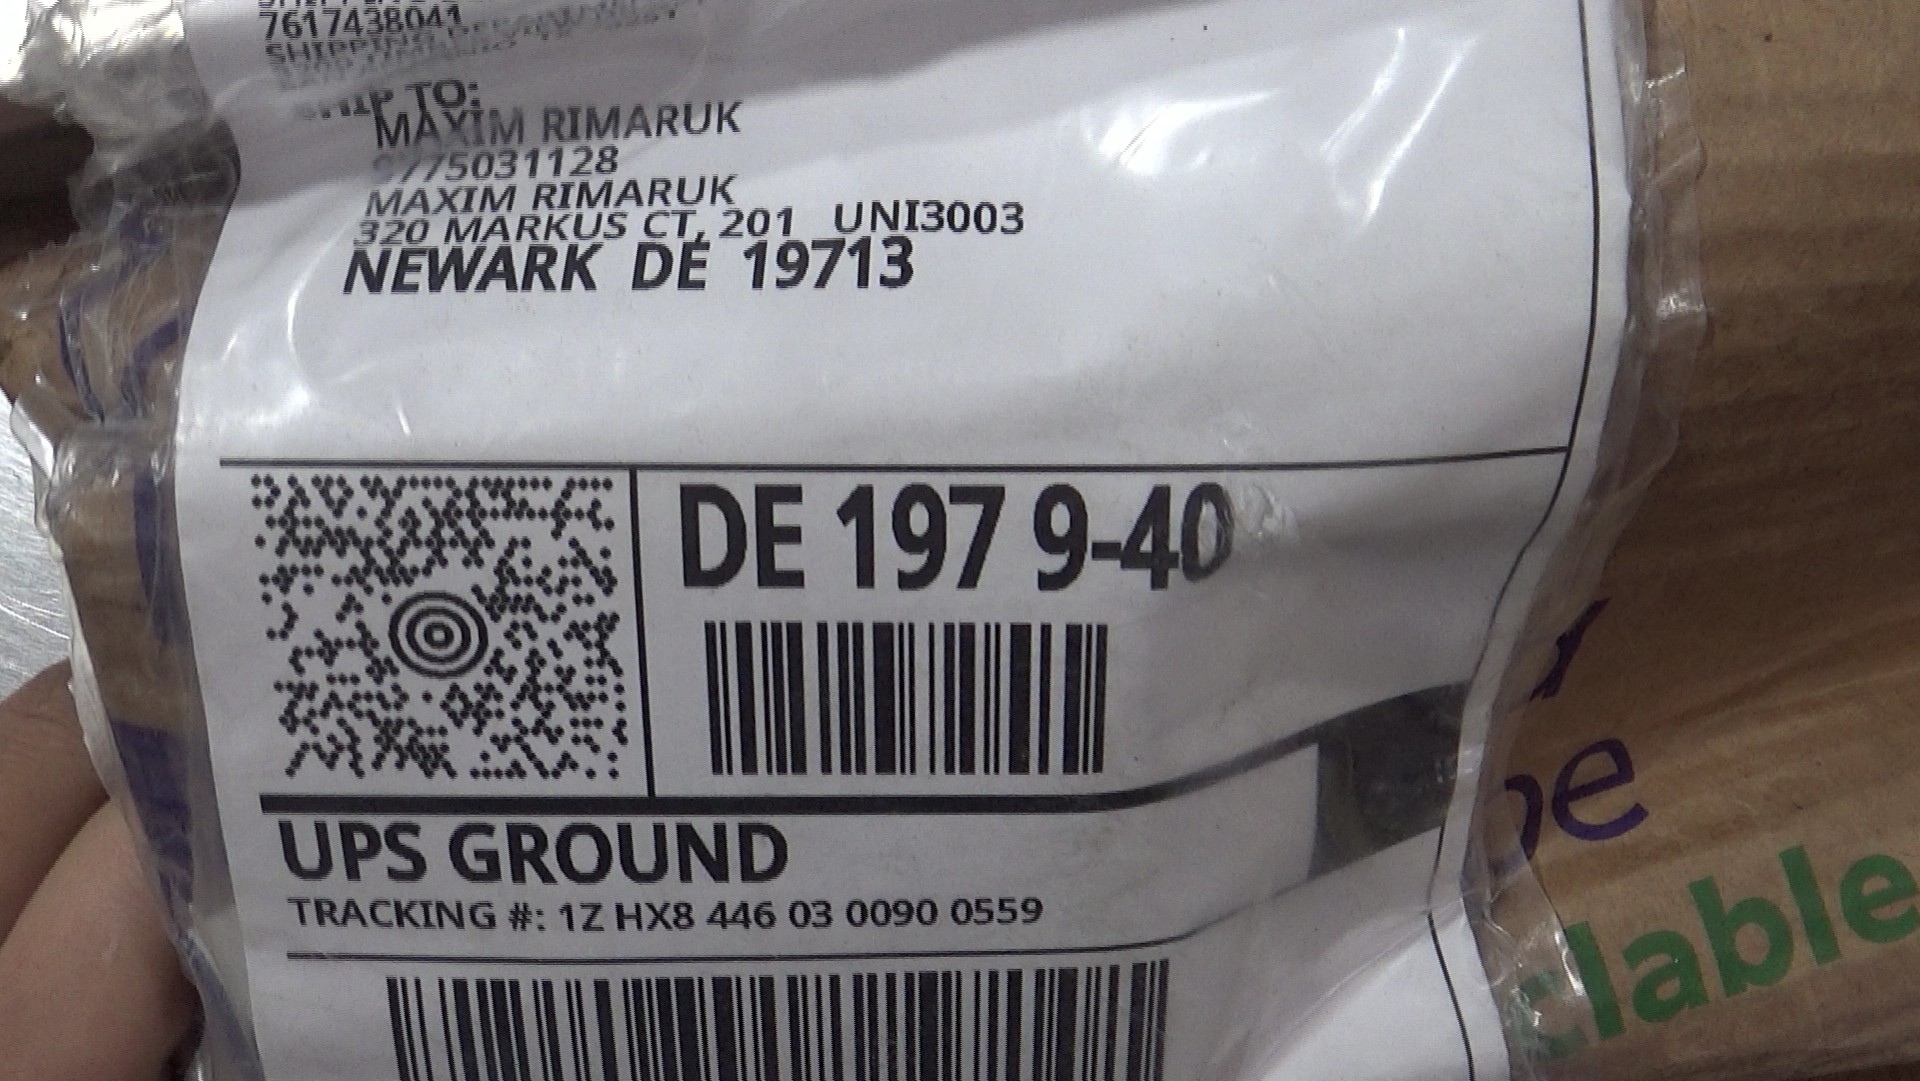 7617438041
SHIPPING
SHIP TO:
MAXIM RIMARUK
9775031128
MAXIM RIMARUK
320 MARKUS CT, 201 UNI3003
NEWARK DE 19713
DE 197 9-40
UPS GROUND
TRACKING #: 1Z HX8 446 03 0090 0559
be
clable